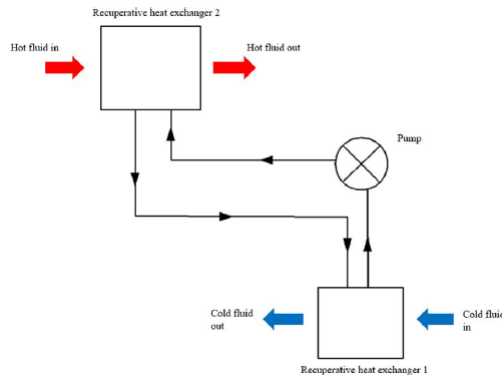 Recuperative heat exchanger 2
Hot fluid in
Hot fluid out
Pump
Cold fluid
out
Cold fluid
in
Recuperative heat exchanger 1